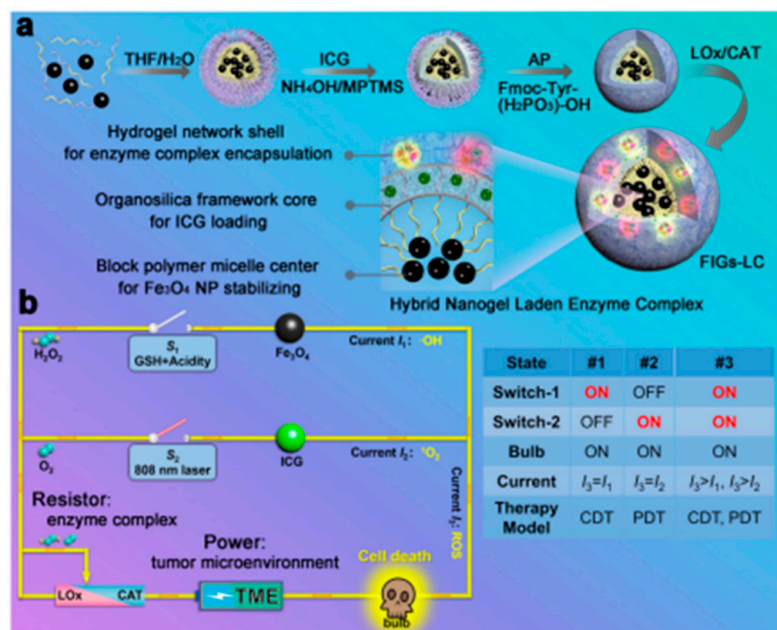 a
THF/H₂O
ICG
NH₄OH/MPTMS
AP
Fmoc-Tyr-
(H₂PO₃)-OH
LOx/CAT
Hydrogel network shell
for enzyme complex encapsulation
Organosilica framework core
for ICG loading
Block polymer micelle center
for Fe₃O₄ NP stabilizing
FIGs-LC
Hybrid Nanogel Laden Enzyme Complex
b
H₂O₂
S₁
GSH+Acidity
Fe₃O₄
Current I₁: ·OH
O₂
S₂
808 nm laser
ICG
Current I₂: ¹O₂
Current I₃: ROS
Resistor:
enzyme complex
Power:
tumor microenvironment
Cell death
LOx CAT
TME
bulb
State #1 #2 #3
Switch-1 ON OFF ON
Switch-2 OFF ON ON
Bulb ON ON ON
Current I₃=I₁ I₃=I₂ I₃>I₁, I₃>I₂
Therapy
Model CDT PDT CDT, PDT